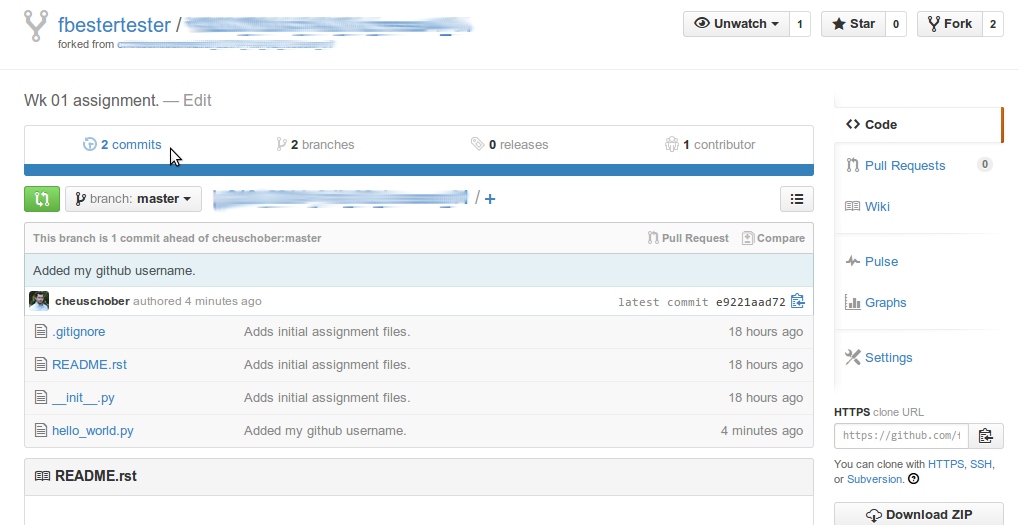 fbestertester /
forked from
Unwatch 1 Star 0 Fork 2
Wk 01 assignment. — Edit
2 commits 2 branches 0 releases 1 contributor
branch: master / +
This branch is 1 commit ahead of cheuschober:master Pull Request Compare
Added my github username.
cheuschober authored 4 minutes ago latest commit e9221aad72
.gitignore Adds initial assignment files. 18 hours ago
README.rst Adds initial assignment files. 18 hours ago
__init__.py Adds initial assignment files. 18 hours ago
hello_world.py Added my github username. 4 minutes ago
README.rst
Code
Pull Requests 0
Wiki
Pulse
Graphs
Settings
HTTPS clone URL
https://github.com/
You can clone with HTTPS, SSH,
or Subversion.
Download ZIP